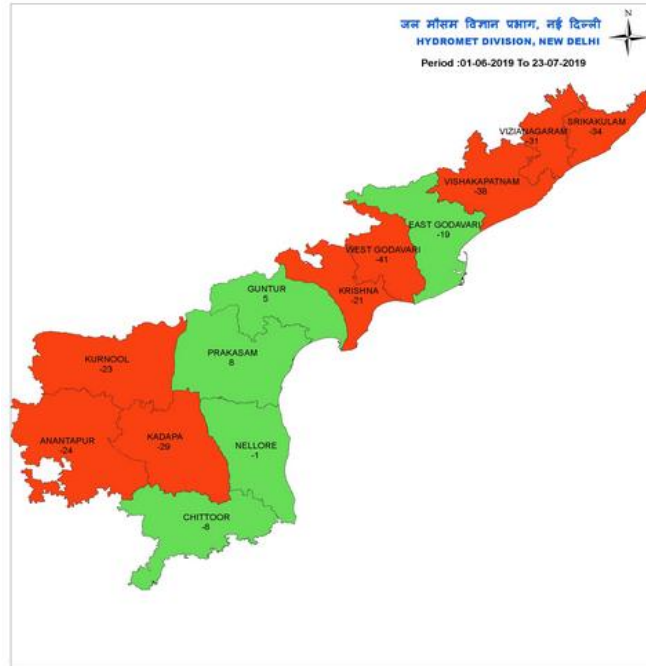 जल मौसम विज्ञान प्रभाग, नई दिल्ली
N
HYDROMET DIVISION, NEW DELHI
Period :01-06-2019 To 23-07-2019
SRIKAKULAM
-34
VIZIANAGARAM
-31
VISHAKAPATNAM
-38
EAST GODAVARI
-19
WEST GODAVARI
-41
KRISHNA
-21
GUNTUR
5
PRAKASAM
8
KURNOOL
-23
ANANTAPUR
-24
KADAPA
-29
NELLORE
-1
CHITTOOR
-8